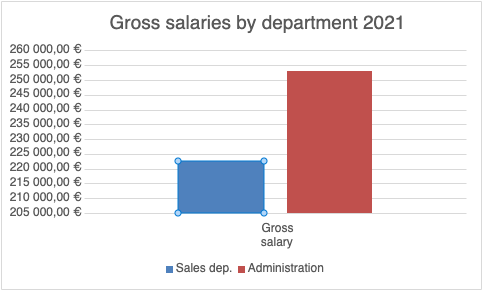 Gross salaries by department 2021
260 000,00 €
255 000,00 €
250 000,00 €
245 000,00 €
240 000,00 €
235 000,00 €
230 000,00 €
225 000,00 €
220 000,00 €
215 000,00 €
210 000,00 €
205 000,00 €
Gross
salary
Sales dep. Administration